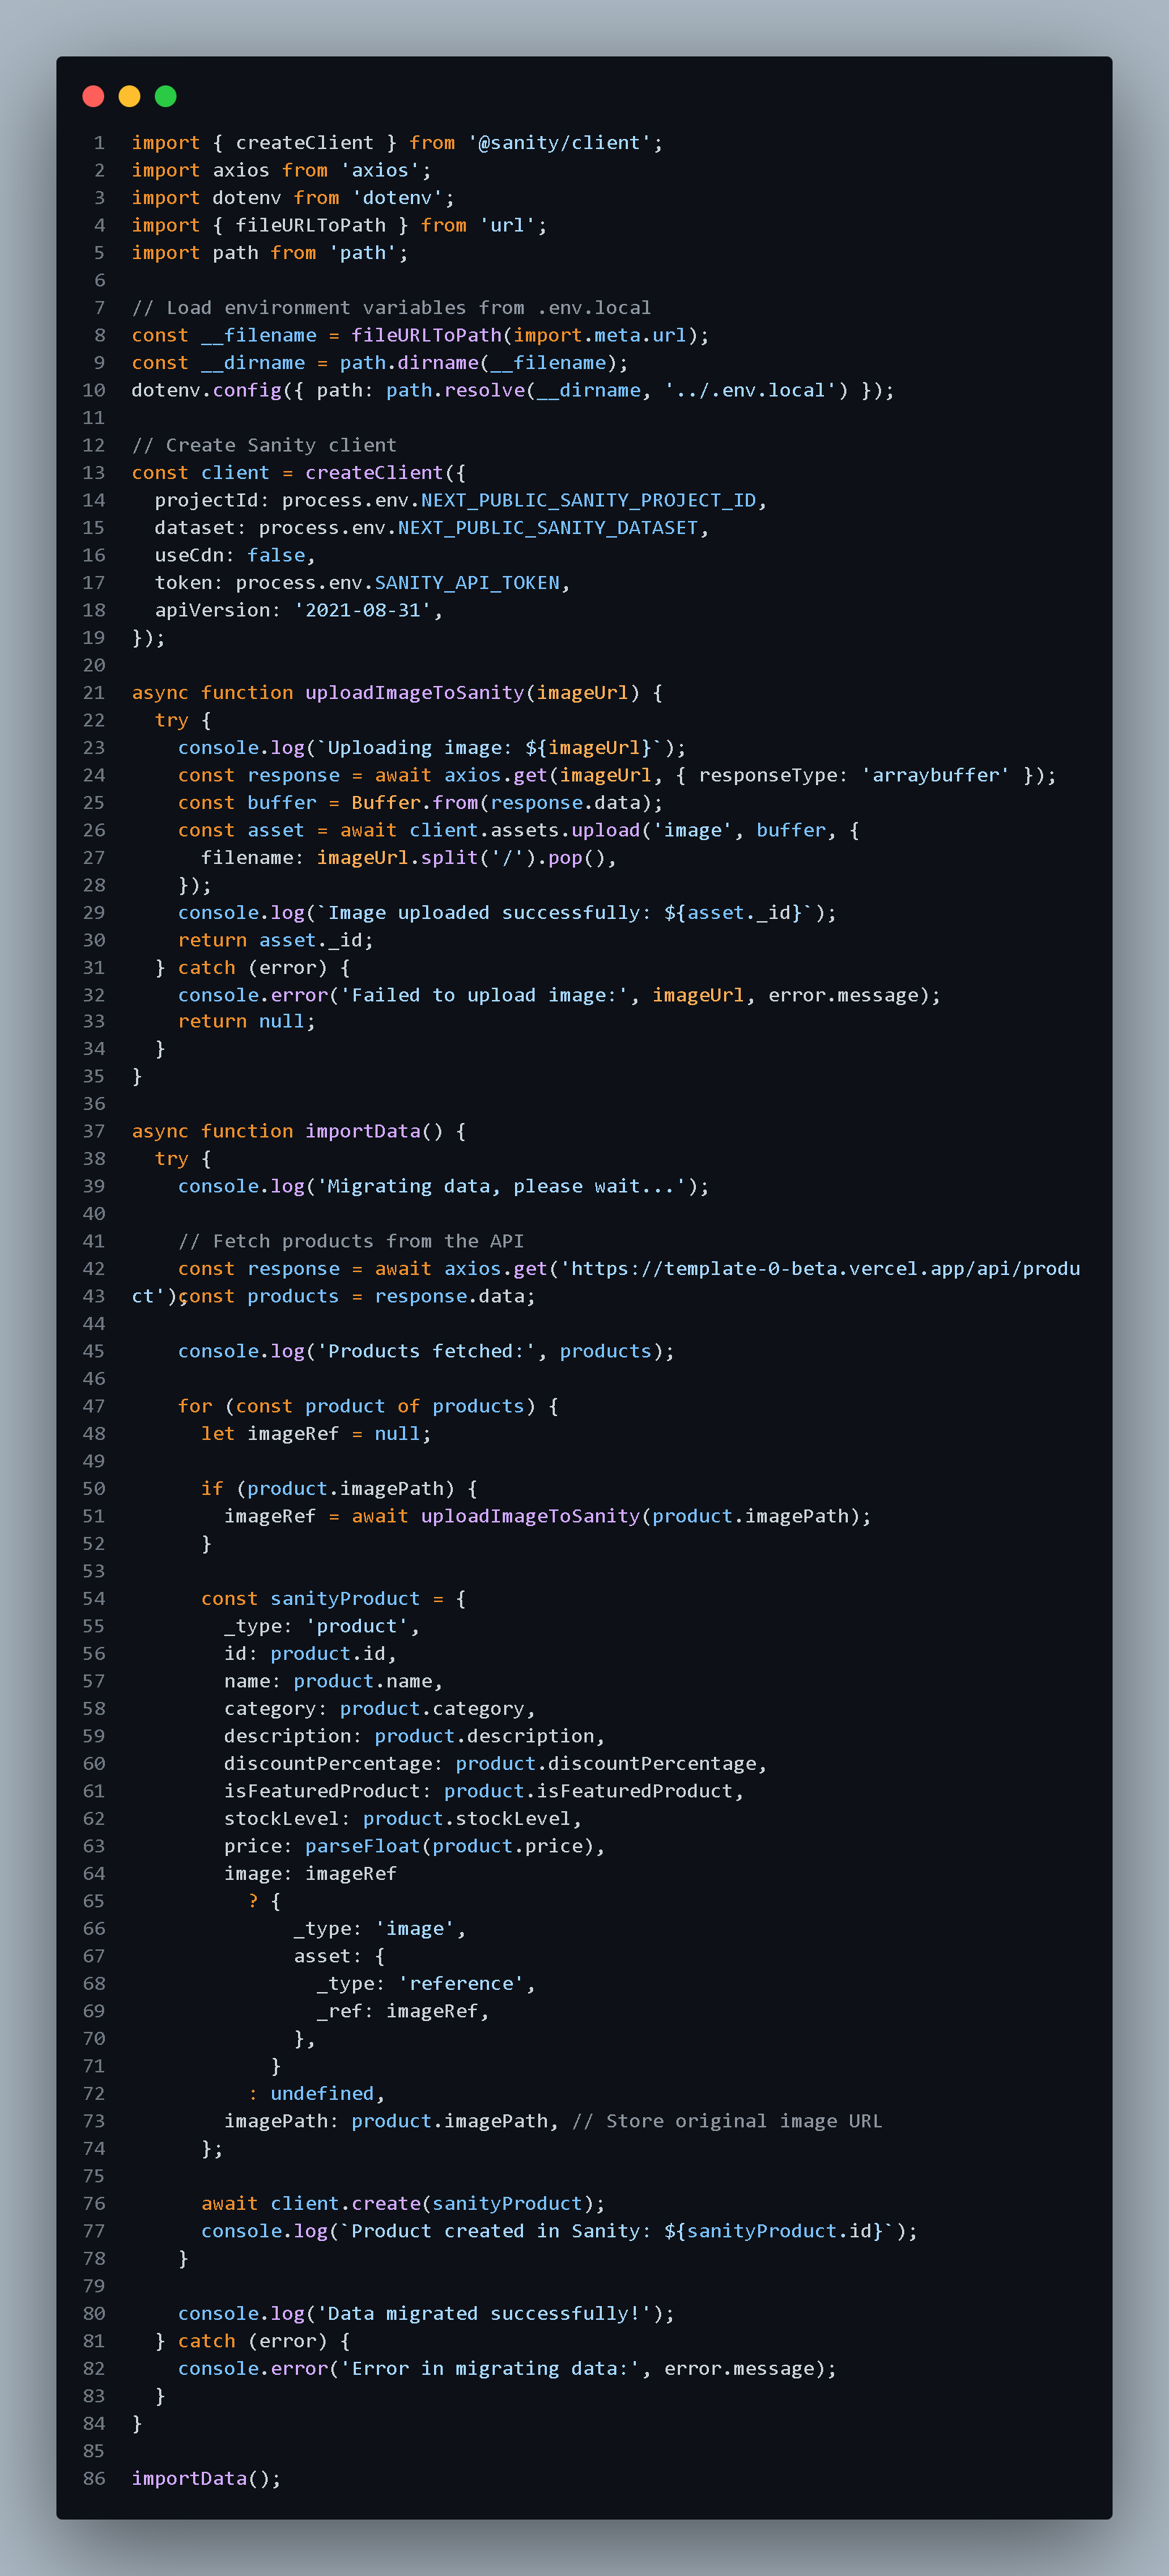 1 import { createClient } from '@sanity/client';
2 import axios from 'axios';
3 import dotenv from 'dotenv';
4 import { fileURLToPath } from 'url';
5 import path from 'path';
6
7 // Load environment variables from .env.local
8 const __filename = fileURLToPath(import.meta.url);
9 const __dirname = path.dirname(__filename);
10 dotenv.config({ path: path.resolve(__dirname, '../.env.local') });
11
12 // Create Sanity client
13 const client = createClient({
14   projectId: process.env.NEXT_PUBLIC_SANITY_PROJECT_ID,
15   dataset: process.env.NEXT_PUBLIC_SANITY_DATASET,
16   useCdn: false,
17   token: process.env.SANITY_API_TOKEN,
18   apiVersion: '2021-08-31',
19 });
20
21 async function uploadImageToSanity(imageUrl) {
22   try {
23     console.log(`Uploading image: ${imageUrl}`);
24     const response = await axios.get(imageUrl, { responseType: 'arraybuffer' });
25     const buffer = Buffer.from(response.data);
26     const asset = await client.assets.upload('image', buffer, {
27       filename: imageUrl.split('/').pop(),
28     });
29     console.log(`Image uploaded successfully: ${asset._id}`);
30     return asset._id;
31   } catch (error) {
32     console.error('Failed to upload image:', imageUrl, error.message);
33     return null;
34   }
35 }
36
37 async function importData() {
38   try {
39     console.log('Migrating data, please wait...');
40
41     // Fetch products from the API
42     const response = await axios.get('https://template-0-beta.vercel.app/api/produ
43 ct');const products = response.data;
44
45     console.log('Products fetched:', products);
46
47     for (const product of products) {
48       let imageRef = null;
49
50       if (product.imagePath) {
51         imageRef = await uploadImageToSanity(product.imagePath);
52       }
53
54       const sanityProduct = {
55         _type: 'product',
56         id: product.id,
57         name: product.name,
58         category: product.category,
59         description: product.description,
60         discountPercentage: product.discountPercentage,
61         isFeaturedProduct: product.isFeaturedProduct,
62         stockLevel: product.stockLevel,
63         price: parseFloat(product.price),
64         image: imageRef
65           ? {
66               _type: 'image',
67               asset: {
68                 _type: 'reference',
69                 _ref: imageRef,
70               },
71             }
72           : undefined,
73         imagePath: product.imagePath, // Store original image URL
74       };
75
76       await client.create(sanityProduct);
77       console.log(`Product created in Sanity: ${sanityProduct.id}`);
78     }
79
80     console.log('Data migrated successfully!');
81   } catch (error) {
82     console.error('Error in migrating data:', error.message);
83   }
84 }
85
86 importData();